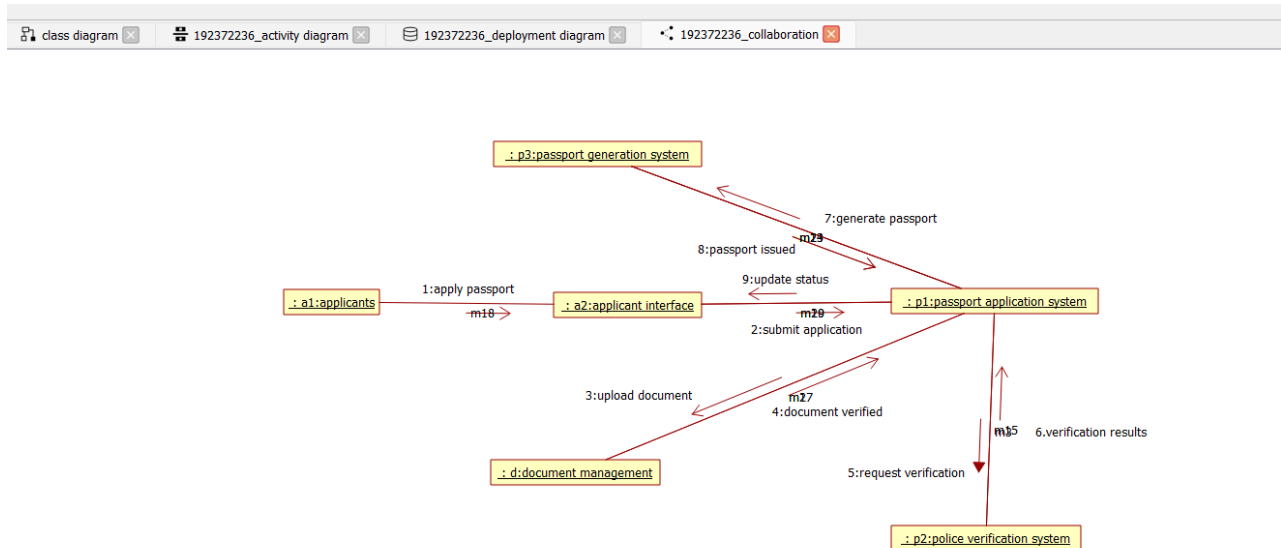 class diagram
192372236_activity diagram
192372236_deployment diagram
192372236_collaboration
: p3:passport generation system
7:generate passport
8:passport issued
9:update status
1:apply passport
: a1:applicants
: a2:applicant interface
: p1:passport application system
m18
2:submit application
3:upload document
4:document verified
6.verification results
5:request verification
: d:document management
: p2:police verification system